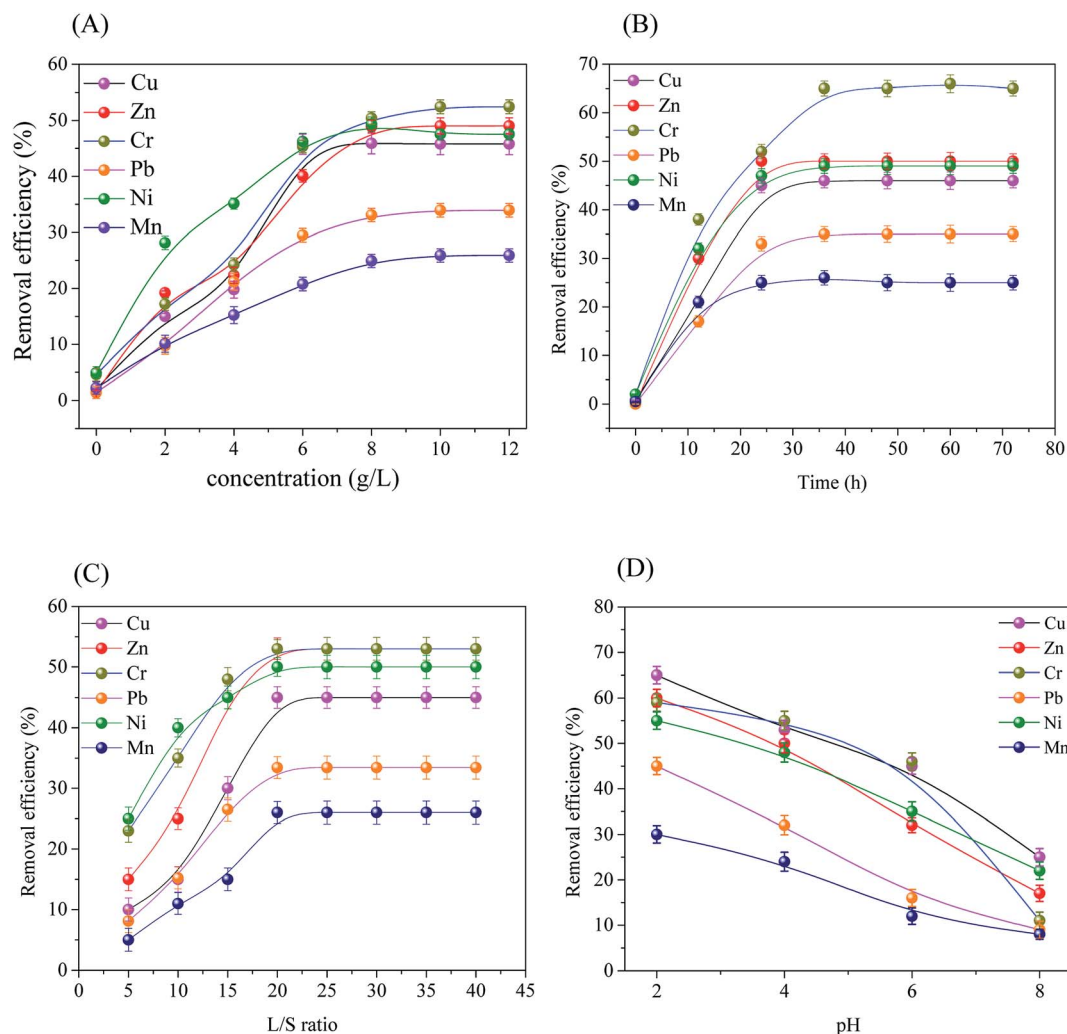 (A)
Removal efficiency (%)
60
50
40
30
20
10
0
Cu
Zn
Cr
Pb
Ni
Mn
0 2 4 6 8 10 12
concentration (g/L)
(B)
Removal efficiency (%)
70
60
50
40
30
20
10
0
Cu
Zn
Cr
Pb
Ni
Mn
0 10 20 30 40 50 60 70 80
Time (h)
(C)
Removal efficiency (%)
60
50
40
30
20
10
0
Cu
Zn
Cr
Pb
Ni
Mn
5 10 15 20 25 30 35 40 45
L/S ratio
(D)
Removal efficiency (%)
80
70
60
50
40
30
20
10
0
Cu
Zn
Cr
Pb
Ni
Mn
2 4 6 8
pH